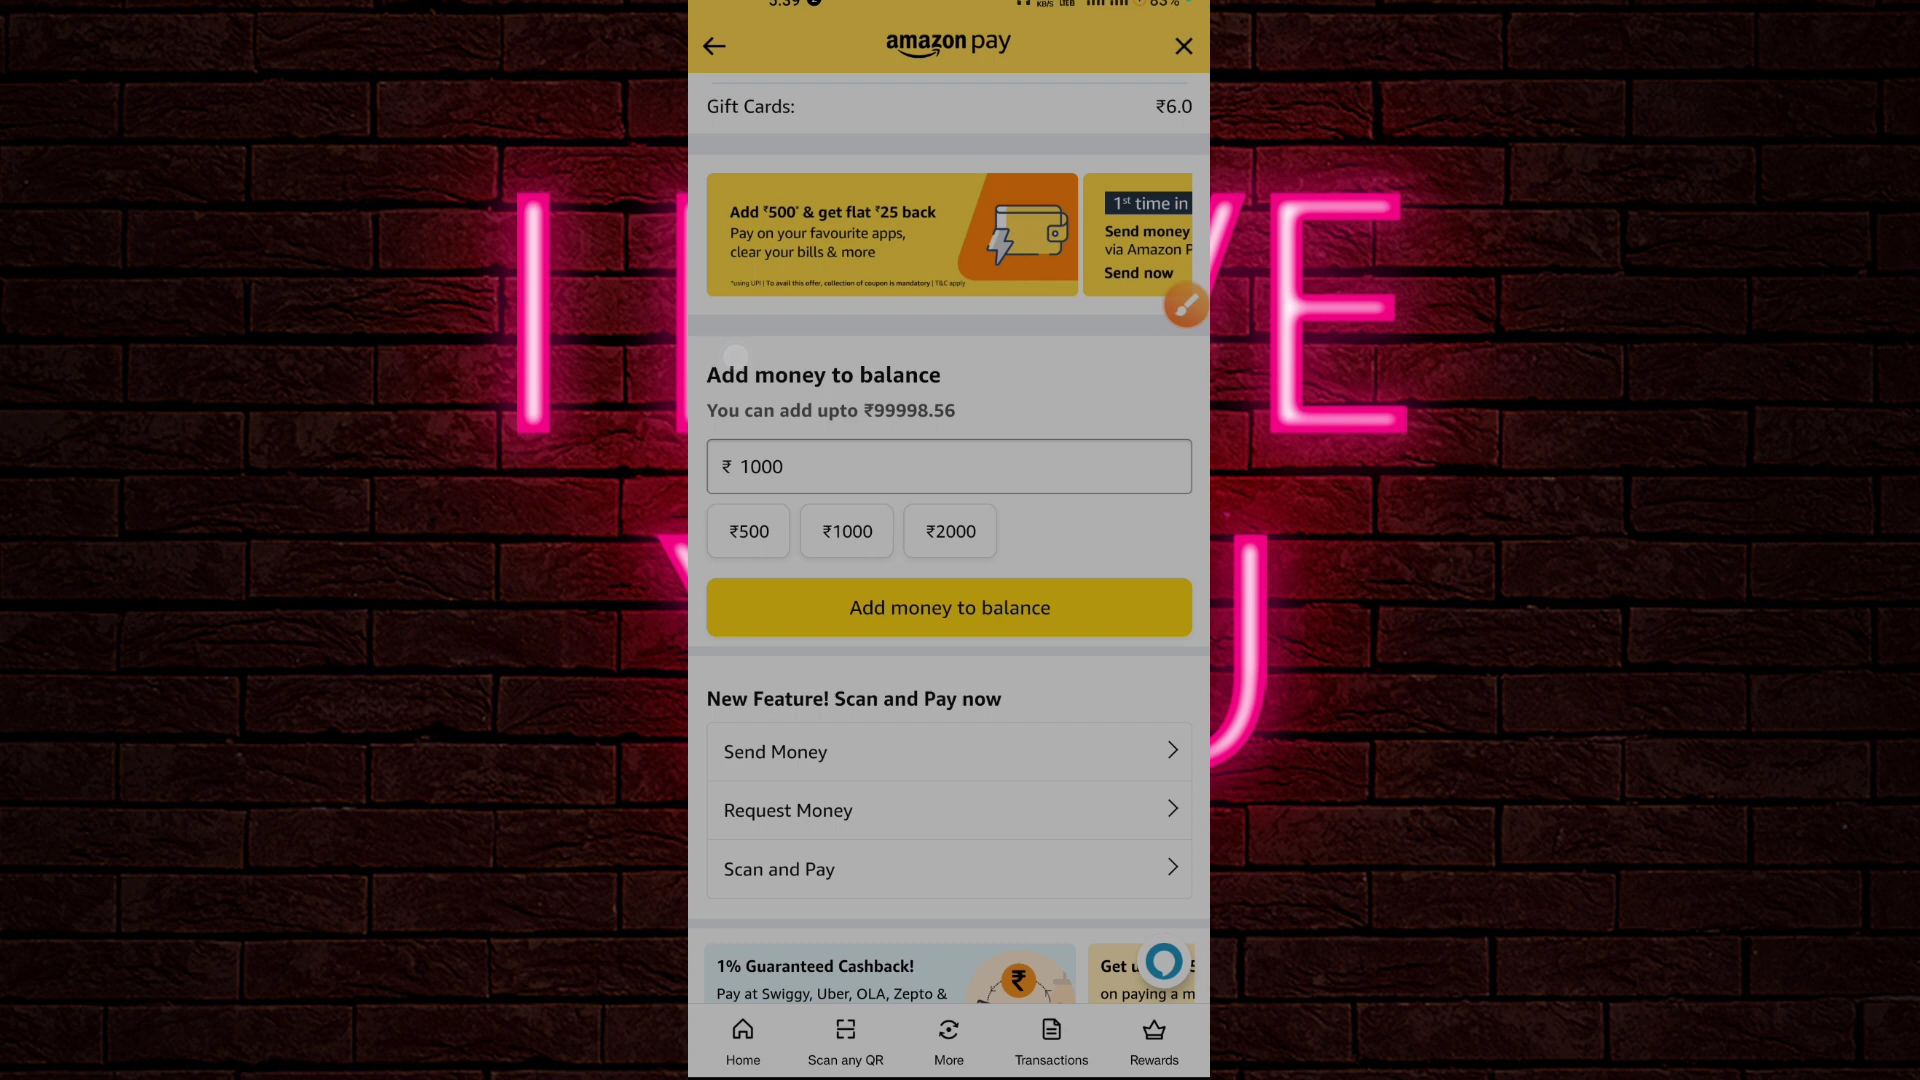 5:39
KB/S
83%
amazon pay
Gift Cards:
₹6.0
Add ₹500* & get flat ₹25 back
Pay on your favourite apps,
clear your bills & more
*using UPI | To avail this offer, collection of coupon is mandatory | T&C apply
1st time in
Send money
via Amazon P
Send now
Add money to balance
You can add upto ₹99998.56
₹ 1000
₹500
₹1000
₹2000
Add money to balance
New Feature! Scan and Pay now
Send Money
Request Money
Scan and Pay
1% Guaranteed Cashback!
Pay at Swiggy, Uber, OLA, Zepto &
Get u
on paying a m
Home
Scan any QR
More
Transactions
Rewards
I
E